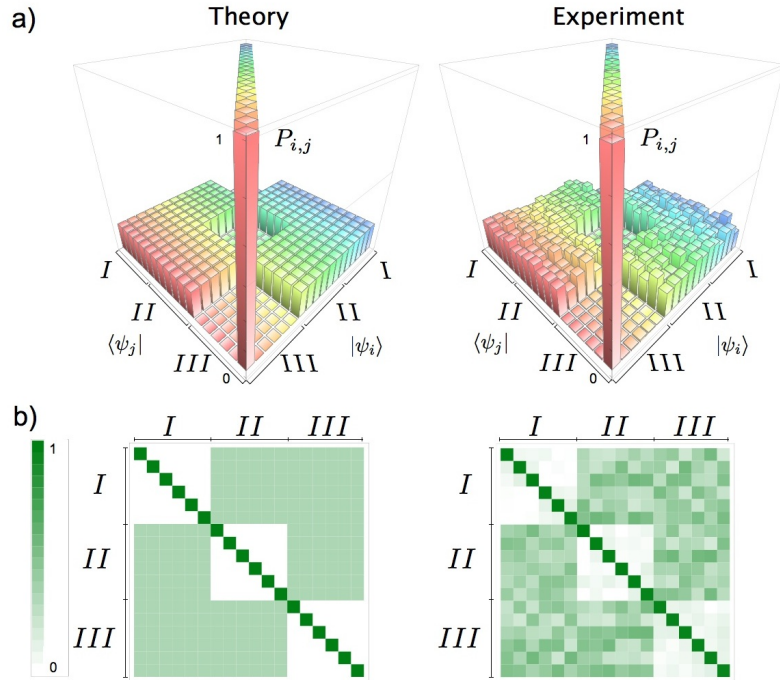 a)
Theory
Experiment
1
P_{i,j}
1
P_{i,j}
I
II
III
⟨ψ_j|
0
III
II
I
|ψ_i⟩
I
II
III
⟨ψ_j|
0
III
II
I
|ψ_i⟩
b)
1
0
I II III
I
II
III
I II III
I
II
III